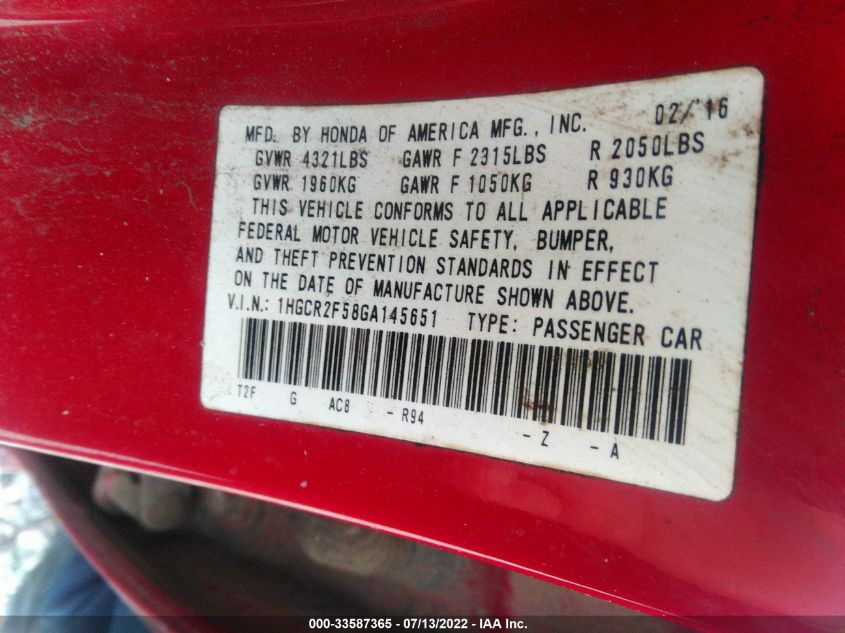 MFD. BY HONDA OF AMERICA MFG., INC. 02/'16
GVWR 4321LBS GAWR F 2315LBS R 2050LBS
GVWR 1960KG GAWR F 1050KG R 930KG
THIS VEHICLE CONFORMS TO ALL APPLICABLE
FEDERAL MOTOR VEHICLE SAFETY, BUMPER,
AND THEFT PREVENTION STANDARDS IN EFFECT
ON THE DATE OF MANUFACTURE SHOWN ABOVE.
V.I.N.: 1HGCR2F58GA145651 TYPE: PASSENGER CAR
T2F G AC8 - R94 - Z - A
000-33587365 / 07/13/2022 - IAA Inc.